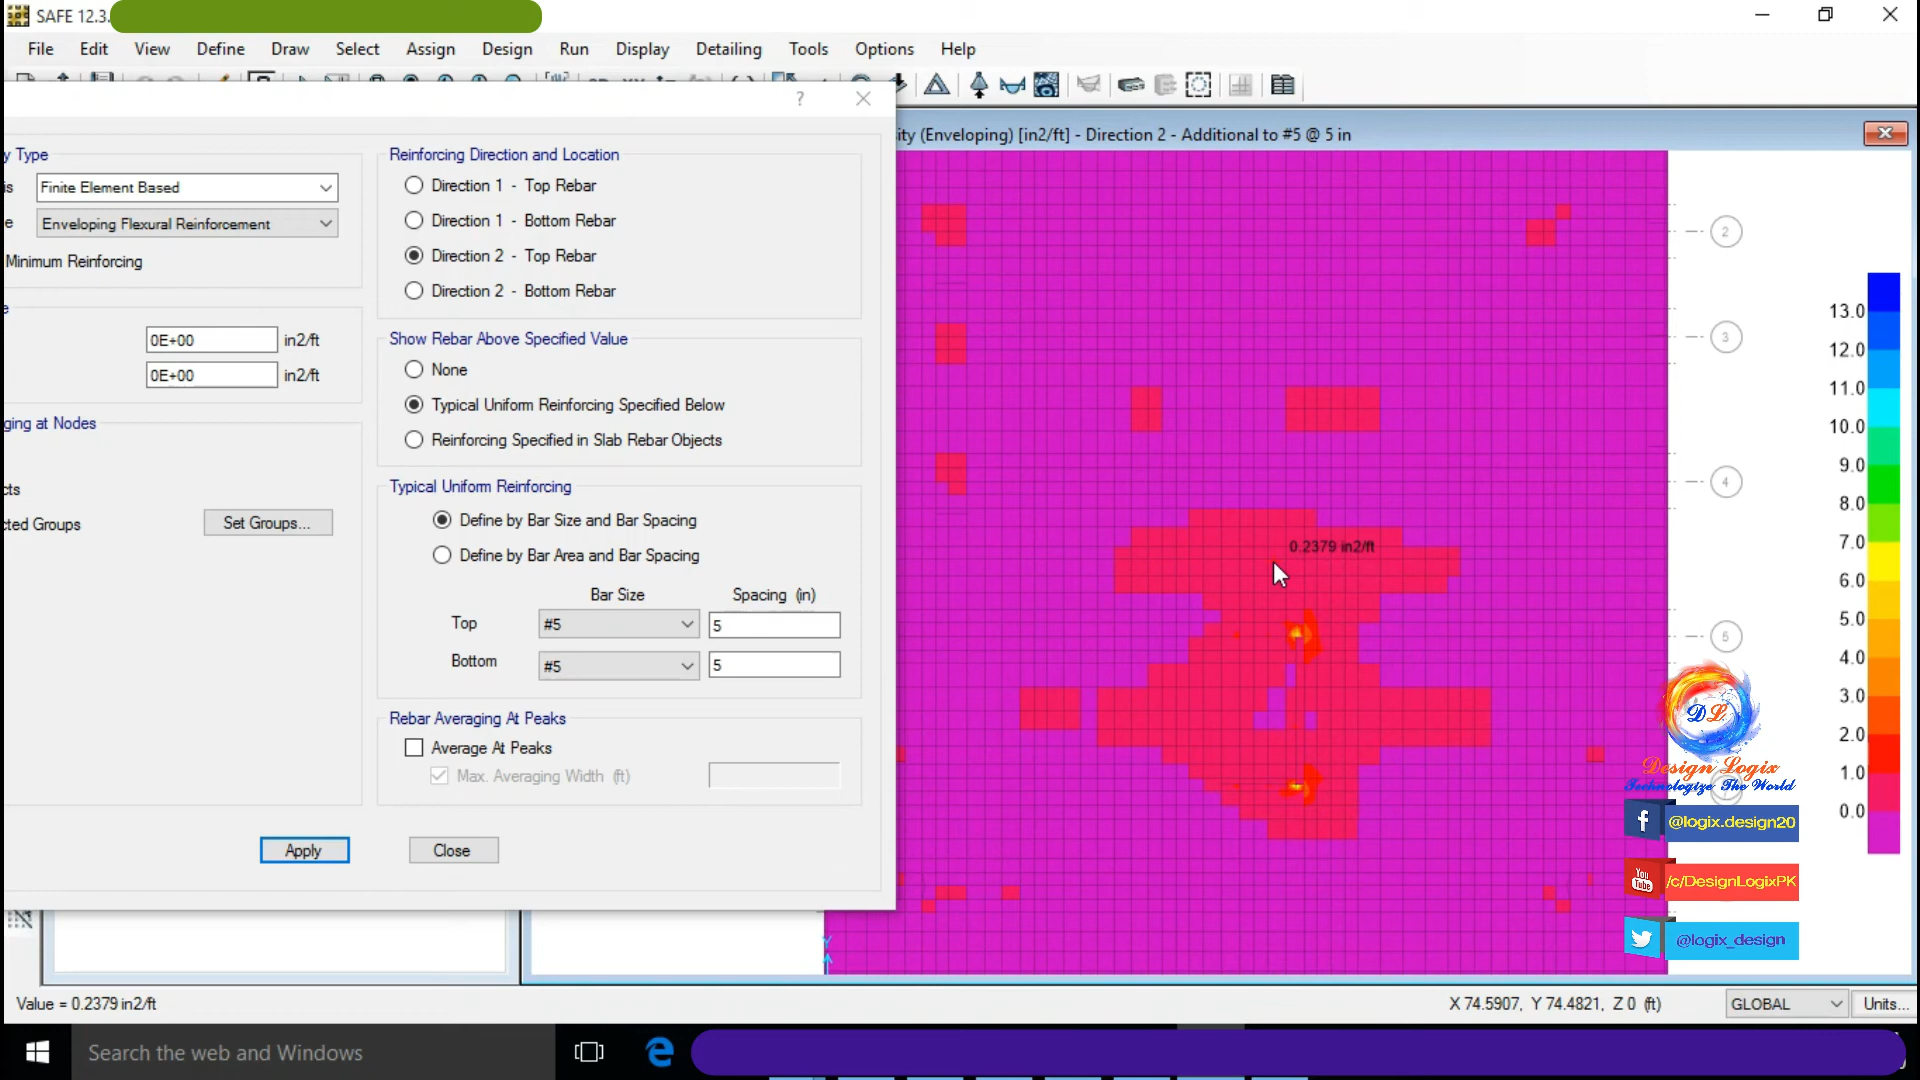 SAFE 12.3.
File Edit View Define Draw Select Assign Design Run Display Detailing Tools Options Help
?
ity (Enveloping) [in2/ft] - Direction 2 - Additional to #5 @ 5 in
y Type
is Finite Element Based
e Enveloping Flexural Reinforcement
Minimum Reinforcing
e
0E+00 in2/ft
0E+00 in2/ft
ging at Nodes
cts
cted Groups Set Groups...
Reinforcing Direction and Location
Direction 1 - Top Rebar
Direction 1 - Bottom Rebar
Direction 2 - Top Rebar
Direction 2 - Bottom Rebar
Show Rebar Above Specified Value
None
Typical Uniform Reinforcing Specified Below
Reinforcing Specified in Slab Rebar Objects
Typical Uniform Reinforcing
Define by Bar Size and Bar Spacing
Define by Bar Area and Bar Spacing
Bar Size Spacing (in)
Top #5 5
Bottom #5 5
Rebar Averaging At Peaks
Average At Peaks
Max. Averaging Width (ft)
Apply Close
0.2379 in2/ft
2
3
4
5
13.0
12.0
11.0
10.0
9.0
8.0
7.0
6.0
5.0
4.0
3.0
2.0
1.0
0.0
DL
Design Logix
Technologize The World
f @logix.design20
You Tube /c/DesignLogixPK
@logix_design
Y
Value = 0.2379 in2/ft
X 74.5907, Y 74.4821, Z 0 (ft) GLOBAL Units...
Search the web and Windows